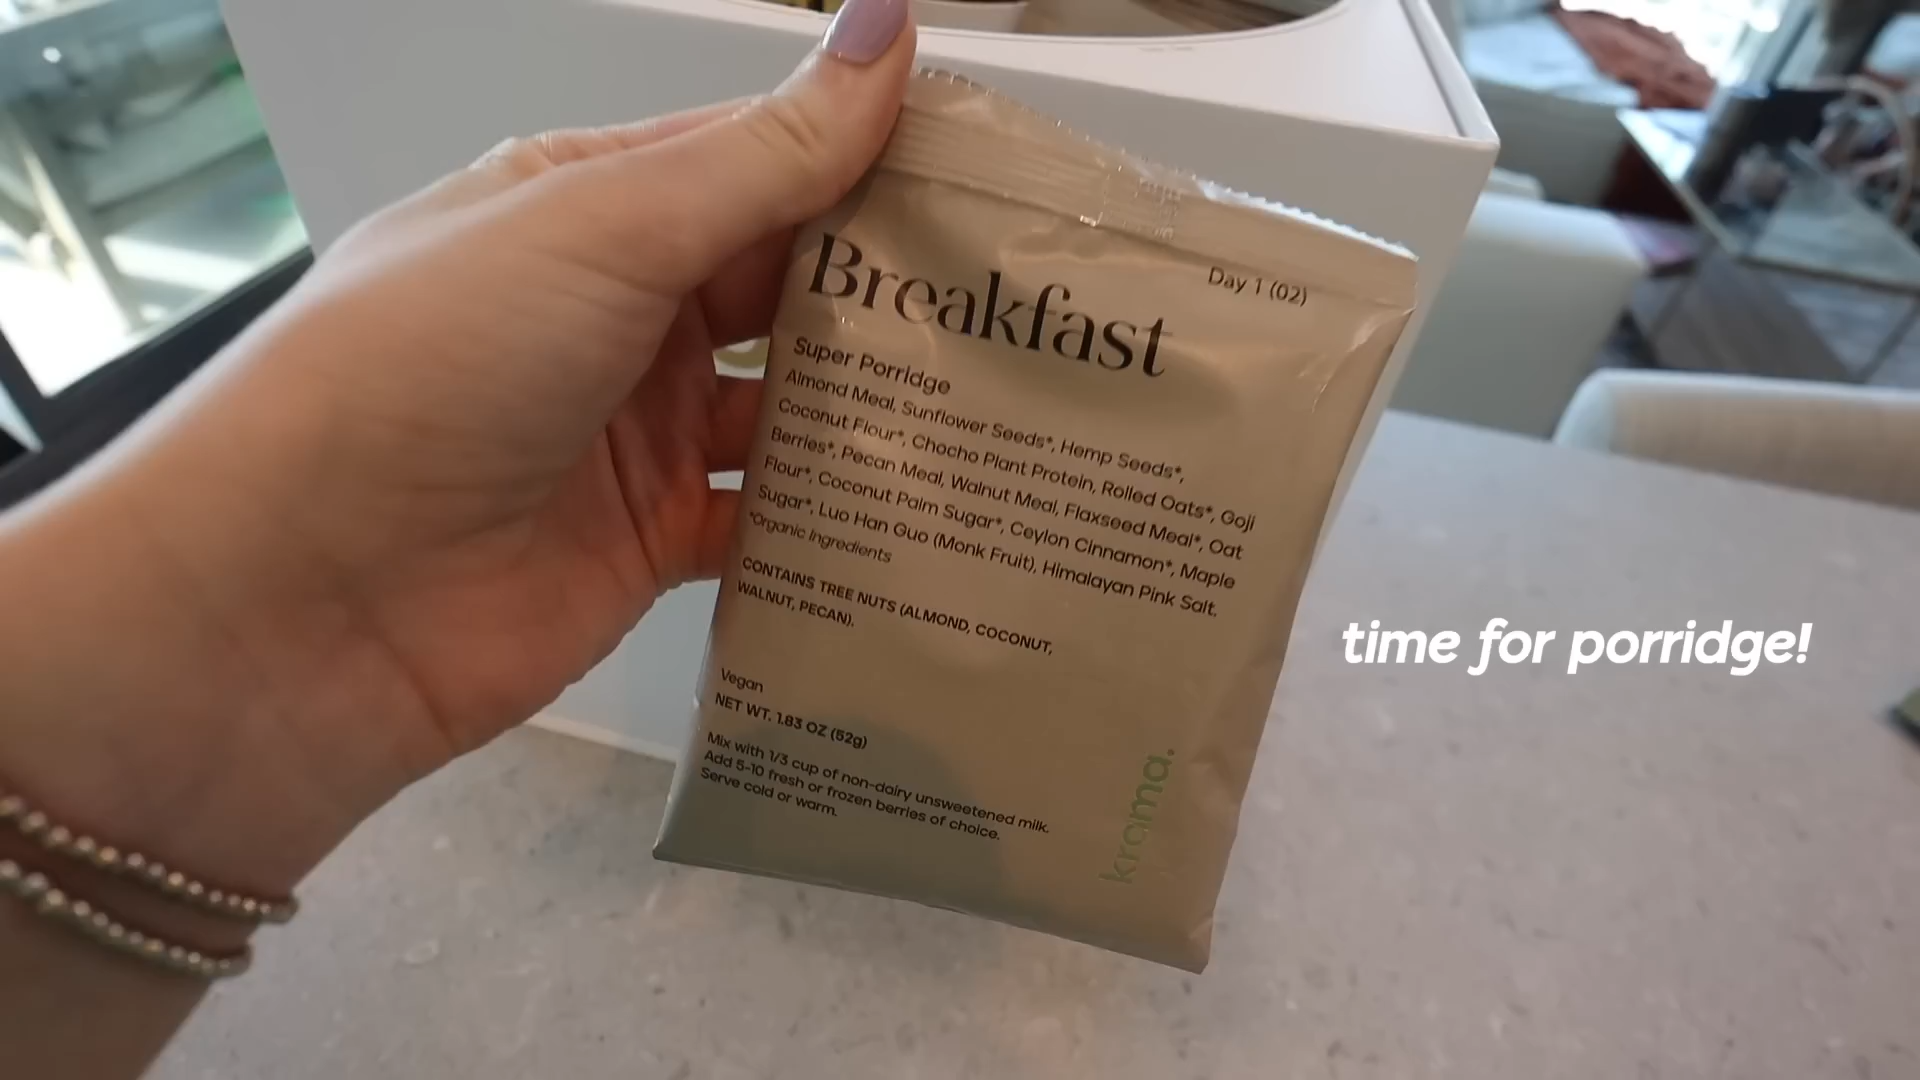 Breakfast
Day 1 (02)
Super Porridge
Almond Meal, Sunflower Seeds*, Hemp Seeds*,
Coconut Flour*, Chocho Plant Protein, Rolled Oats*, Goji
Berries*, Pecan Meal, Walnut Meal, Flaxseed Meal*, Oat
Flour*, Coconut Palm Sugar*, Ceylon Cinnamon*, Maple
Sugar*, Luo Han Guo (Monk Fruit), Himalayan Pink Salt.
*Organic Ingredients
CONTAINS TREE NUTS (ALMOND, COCONUT,
WALNUT, PECAN).
Vegan
NET WT. 1.83 OZ (52g)
Mix with 1/3 cup of non-dairy unsweetened milk.
Add 5-10 fresh or frozen berries of choice.
Serve cold or warm.
krama.
time for porridge!